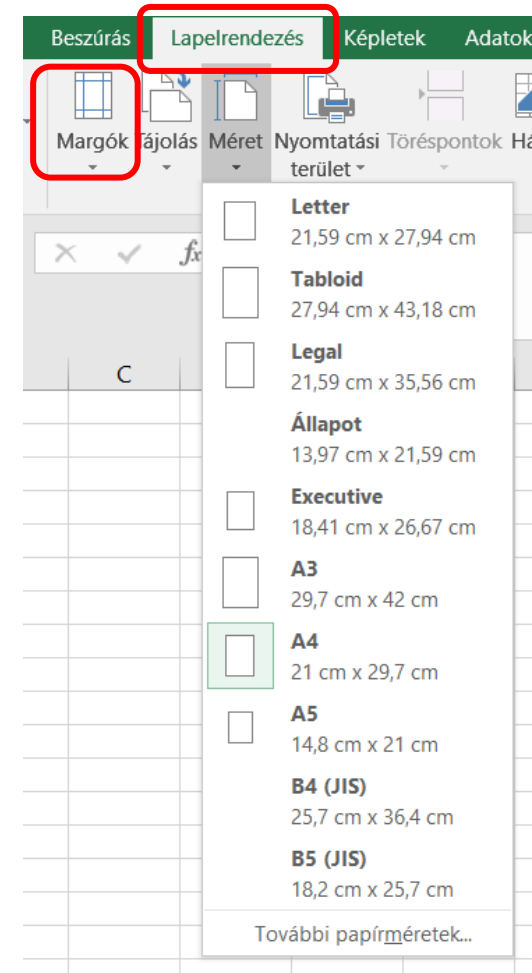 Beszúrás Lapelrendezés Képletek Adatok
Margók Tájolás Méret Nyomtatási terület Töréspontok
fx
C
Letter
21,59 cm x 27,94 cm
Tabloid
27,94 cm x 43,18 cm
Legal
21,59 cm x 35,56 cm
Állapot
13,97 cm x 21,59 cm
Executive
18,41 cm x 26,67 cm
A3
29,7 cm x 42 cm
A4
21 cm x 29,7 cm
A5
14,8 cm x 21 cm
B4 (JIS)
25,7 cm x 36,4 cm
B5 (JIS)
18,2 cm x 25,7 cm
További papírméretek...